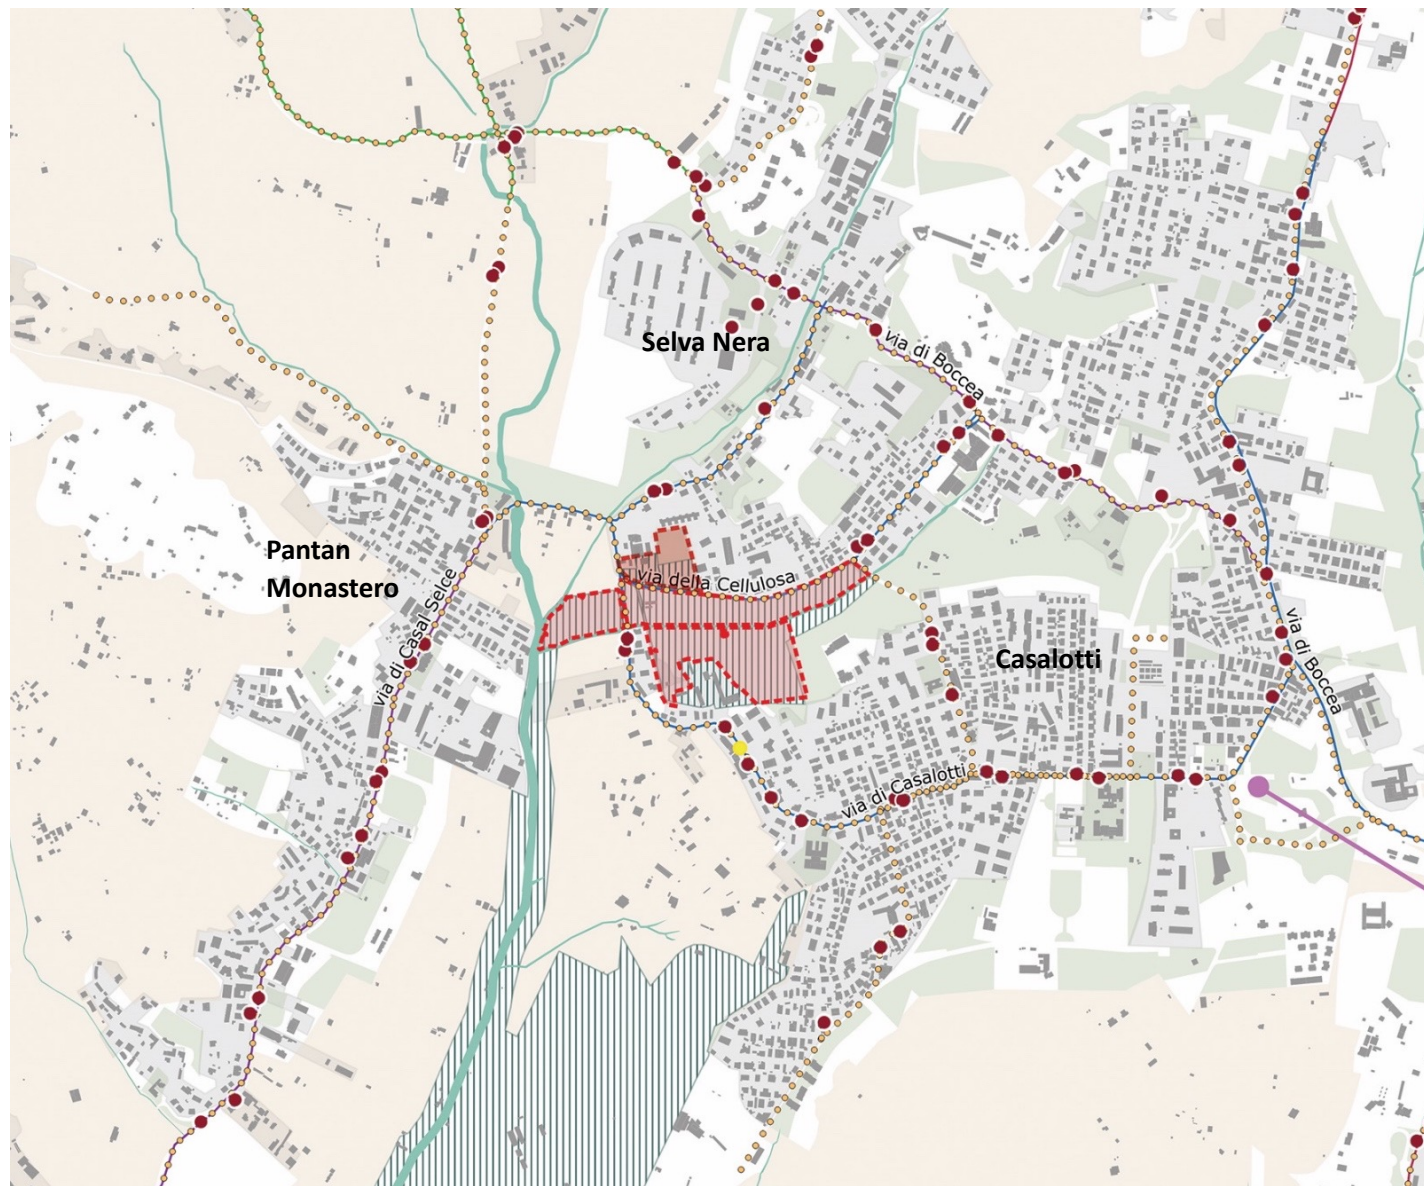 Selva Nera
via di Boccea
Pantan
Monastero
via della Cellulosa
via di Casal Selce
Casalotti
via di Boccea
via di Casalotti